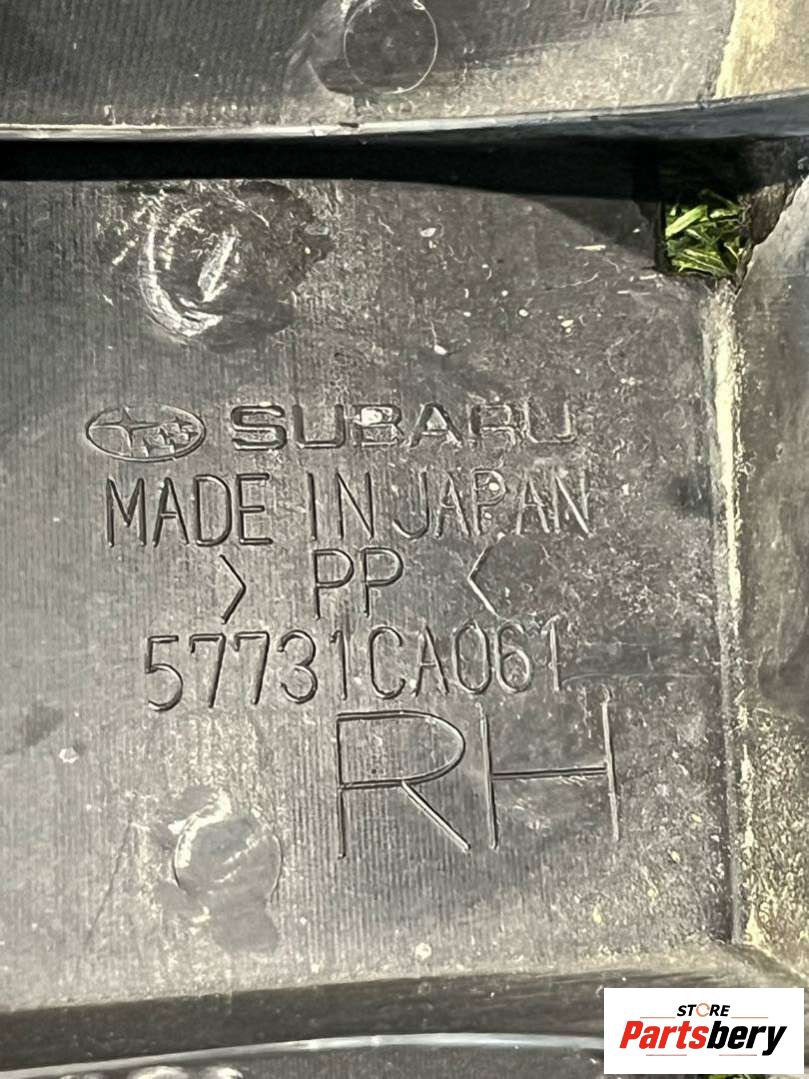 SUBARU
MADE IN JAPAN
> PP <
57731CA061
RH
STORE
Partsbery